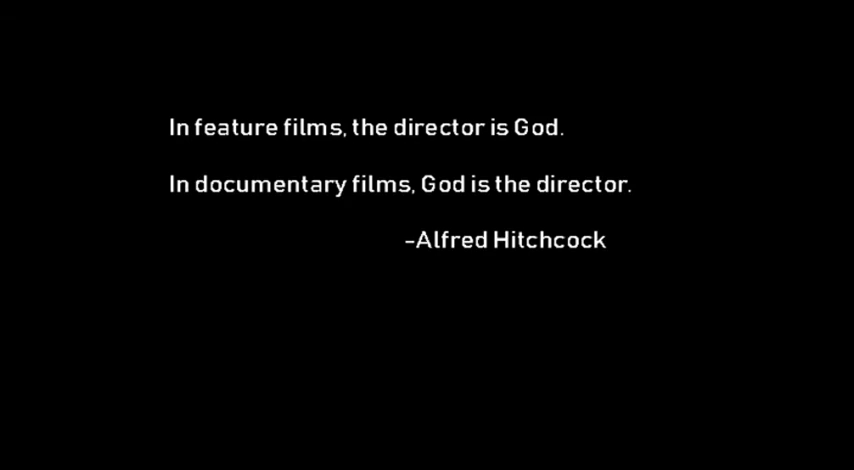 In feature films, the director is God.
In documentary films, God is the director.
-Alfred Hitchcock